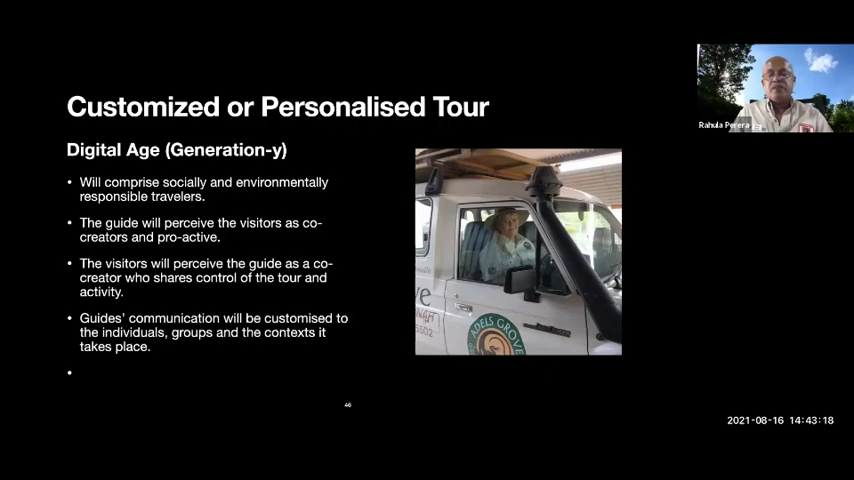 Customized or Personalised Tour
Digital Age (Generation-y)
• Will comprise socially and environmentally
responsible travelers.
• The guide will perceive the visitors as co-
creators and pro-active.
• The visitors will perceive the guide as a co-
creator who shares control of the tour and
activity.
• Guides' communication will be customised to
the individuals, groups and the contexts it
takes place.
•
46
ADELS GROVE
5502
Rahula Perera
2021-08-16 14:43:18